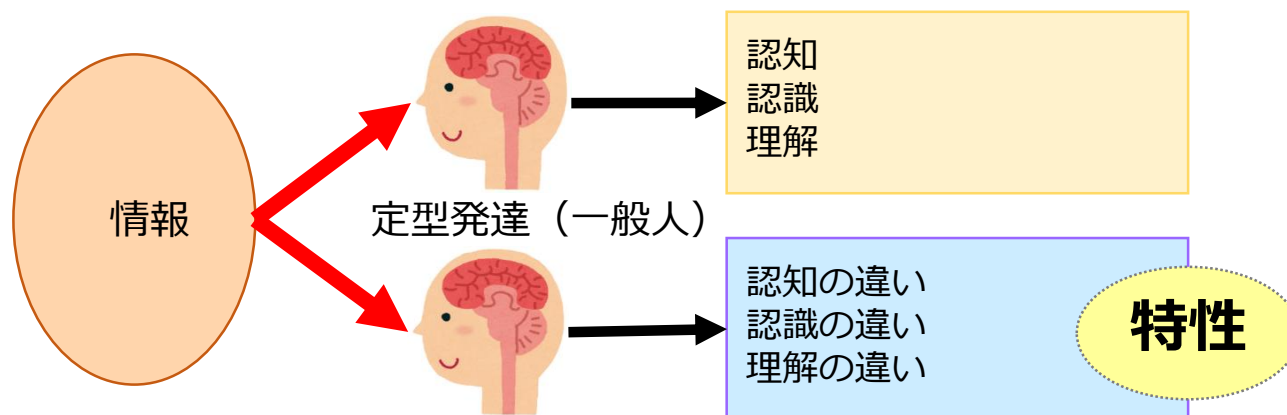 情報
認知
認識
理解
定型発達（一般人）
認知の違い
認識の違い
理解の違い
特性